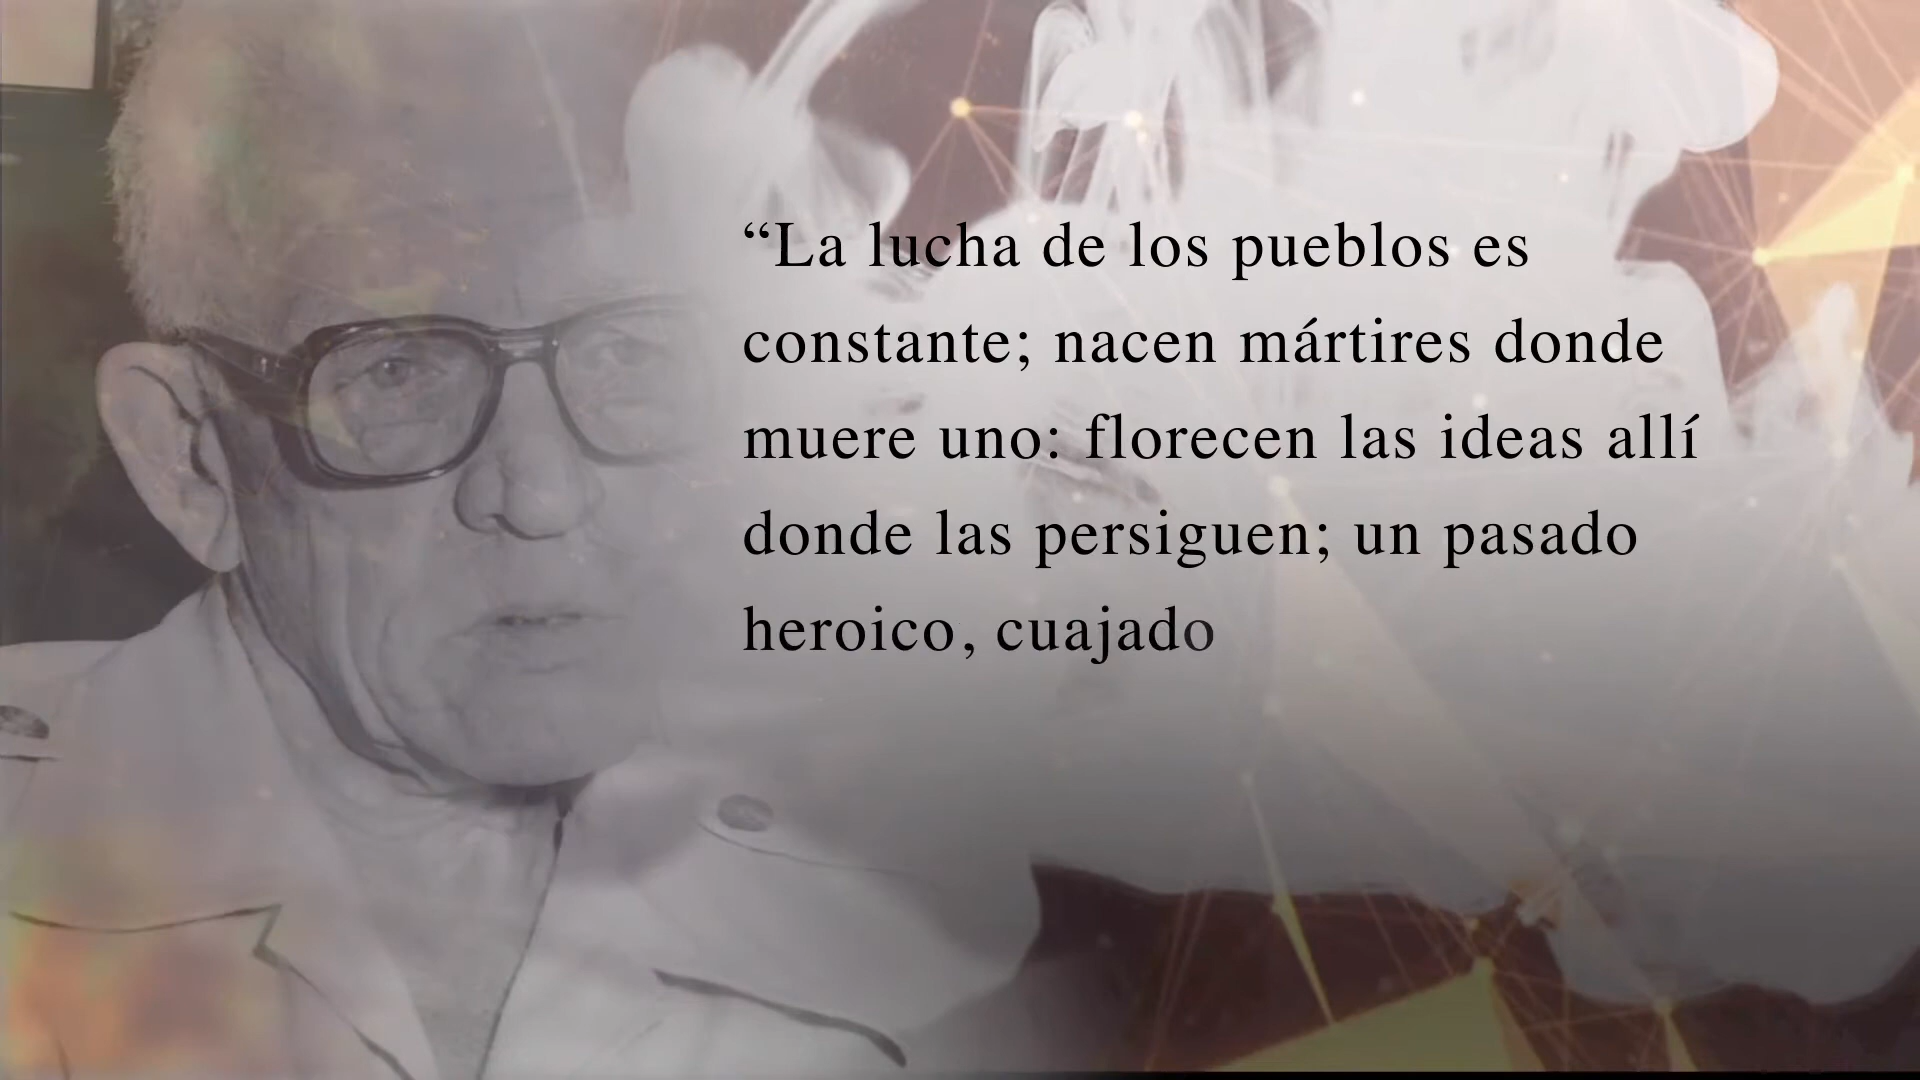 “La lucha de los pueblos es
constante; nacen mártires donde
muere uno: florecen las ideas allí
donde las persiguen; un pasado
heroico, cuajado